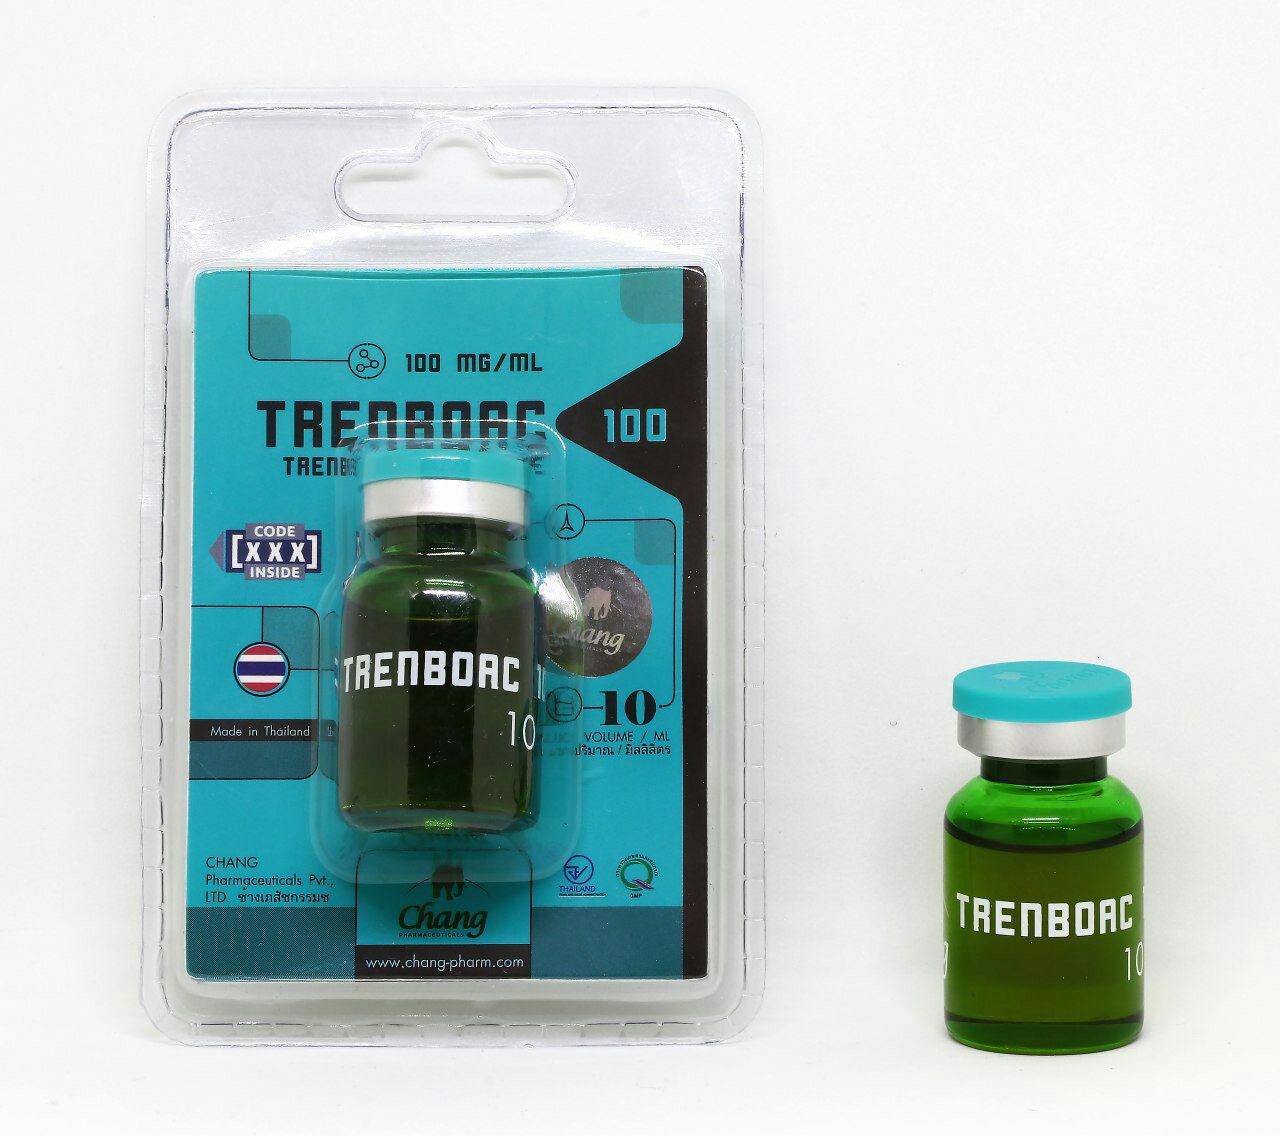 100 MG/ML
TRENBOAC
100
CODE
[XXX]
INSIDE
Chang
TRENBOAC
10
10
Made in Thailand
VOLUME / ML
ปริมาณ / มิลลิลิตร
CHANG
Pharmaceuticals Pvt.,
LTD. ช้างเภสัชกรรมช
THAILAND
GMP
Chang
PHARMACEUTICALS
www.chang-pharm.com
TRENBOAC
10